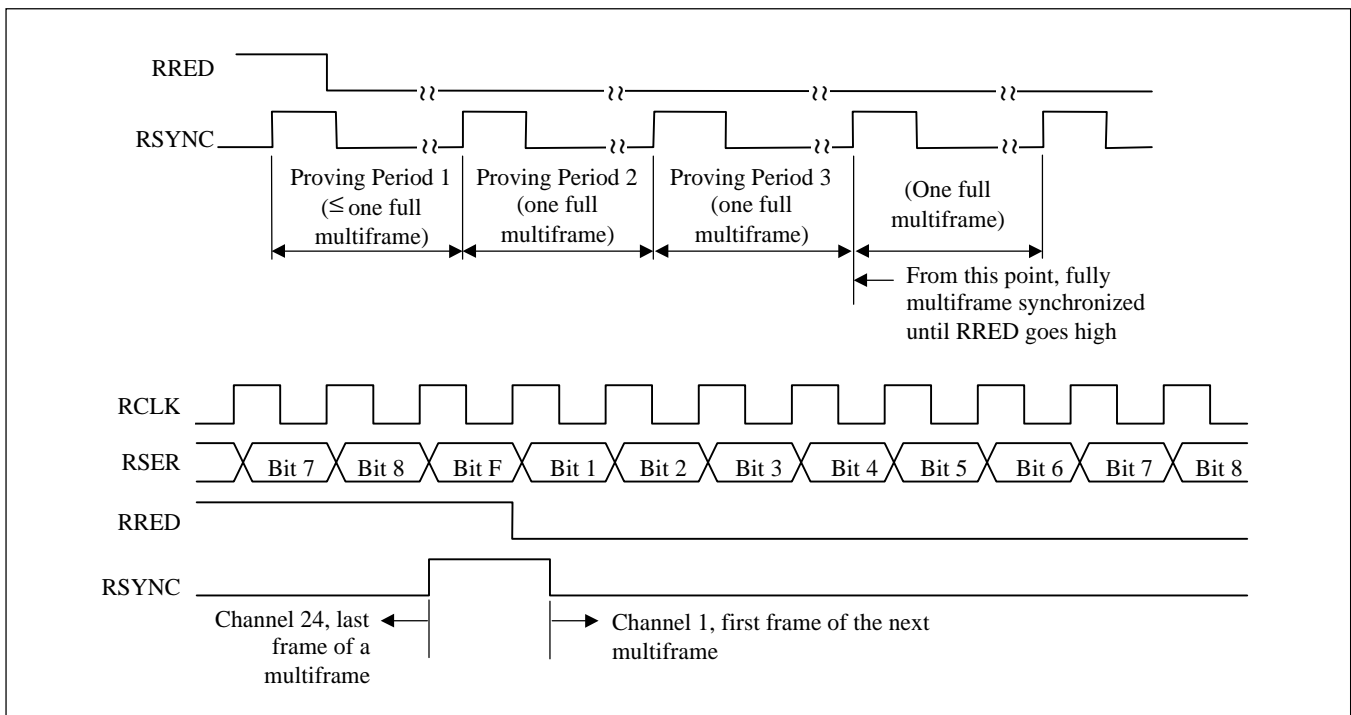 RRED
RSYNC
Proving Period 1
(≤ one full
multiframe)
Proving Period 2
(one full
multiframe)
Proving Period 3
(one full
multiframe)
(One full
multiframe)
From this point, fully
multiframe synchronized
until RRED goes high
RCLK
RSER
Bit 7 Bit 8 Bit F Bit 1 Bit 2 Bit 3 Bit 4 Bit 5 Bit 6 Bit 7 Bit 8
RRED
RSYNC
Channel 24, last
frame of a
multiframe
Channel 1, first frame of the next
multiframe